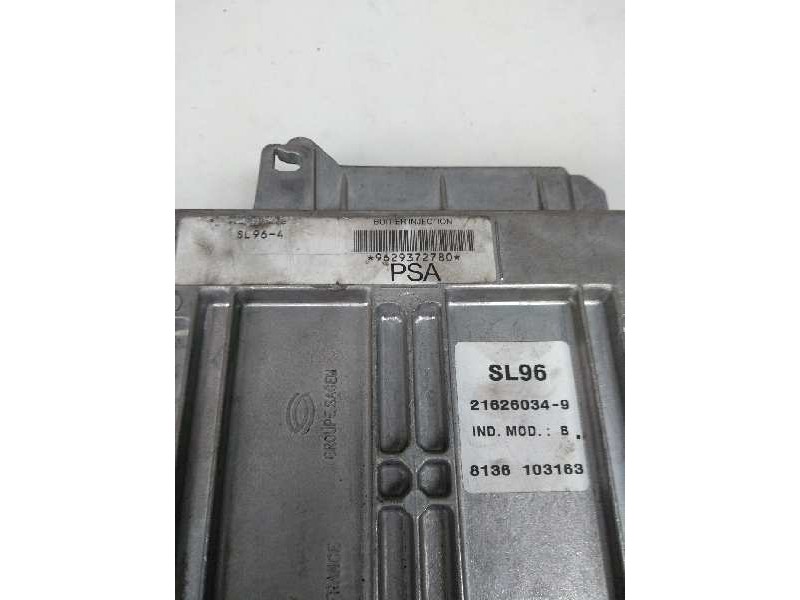 BOITIER INJECTION
SL96-4
*9629372780*
PSA
SL96
21626034-9
IND. MOD. : B
8136 103163
GROUPE SAGEM
FRANCE